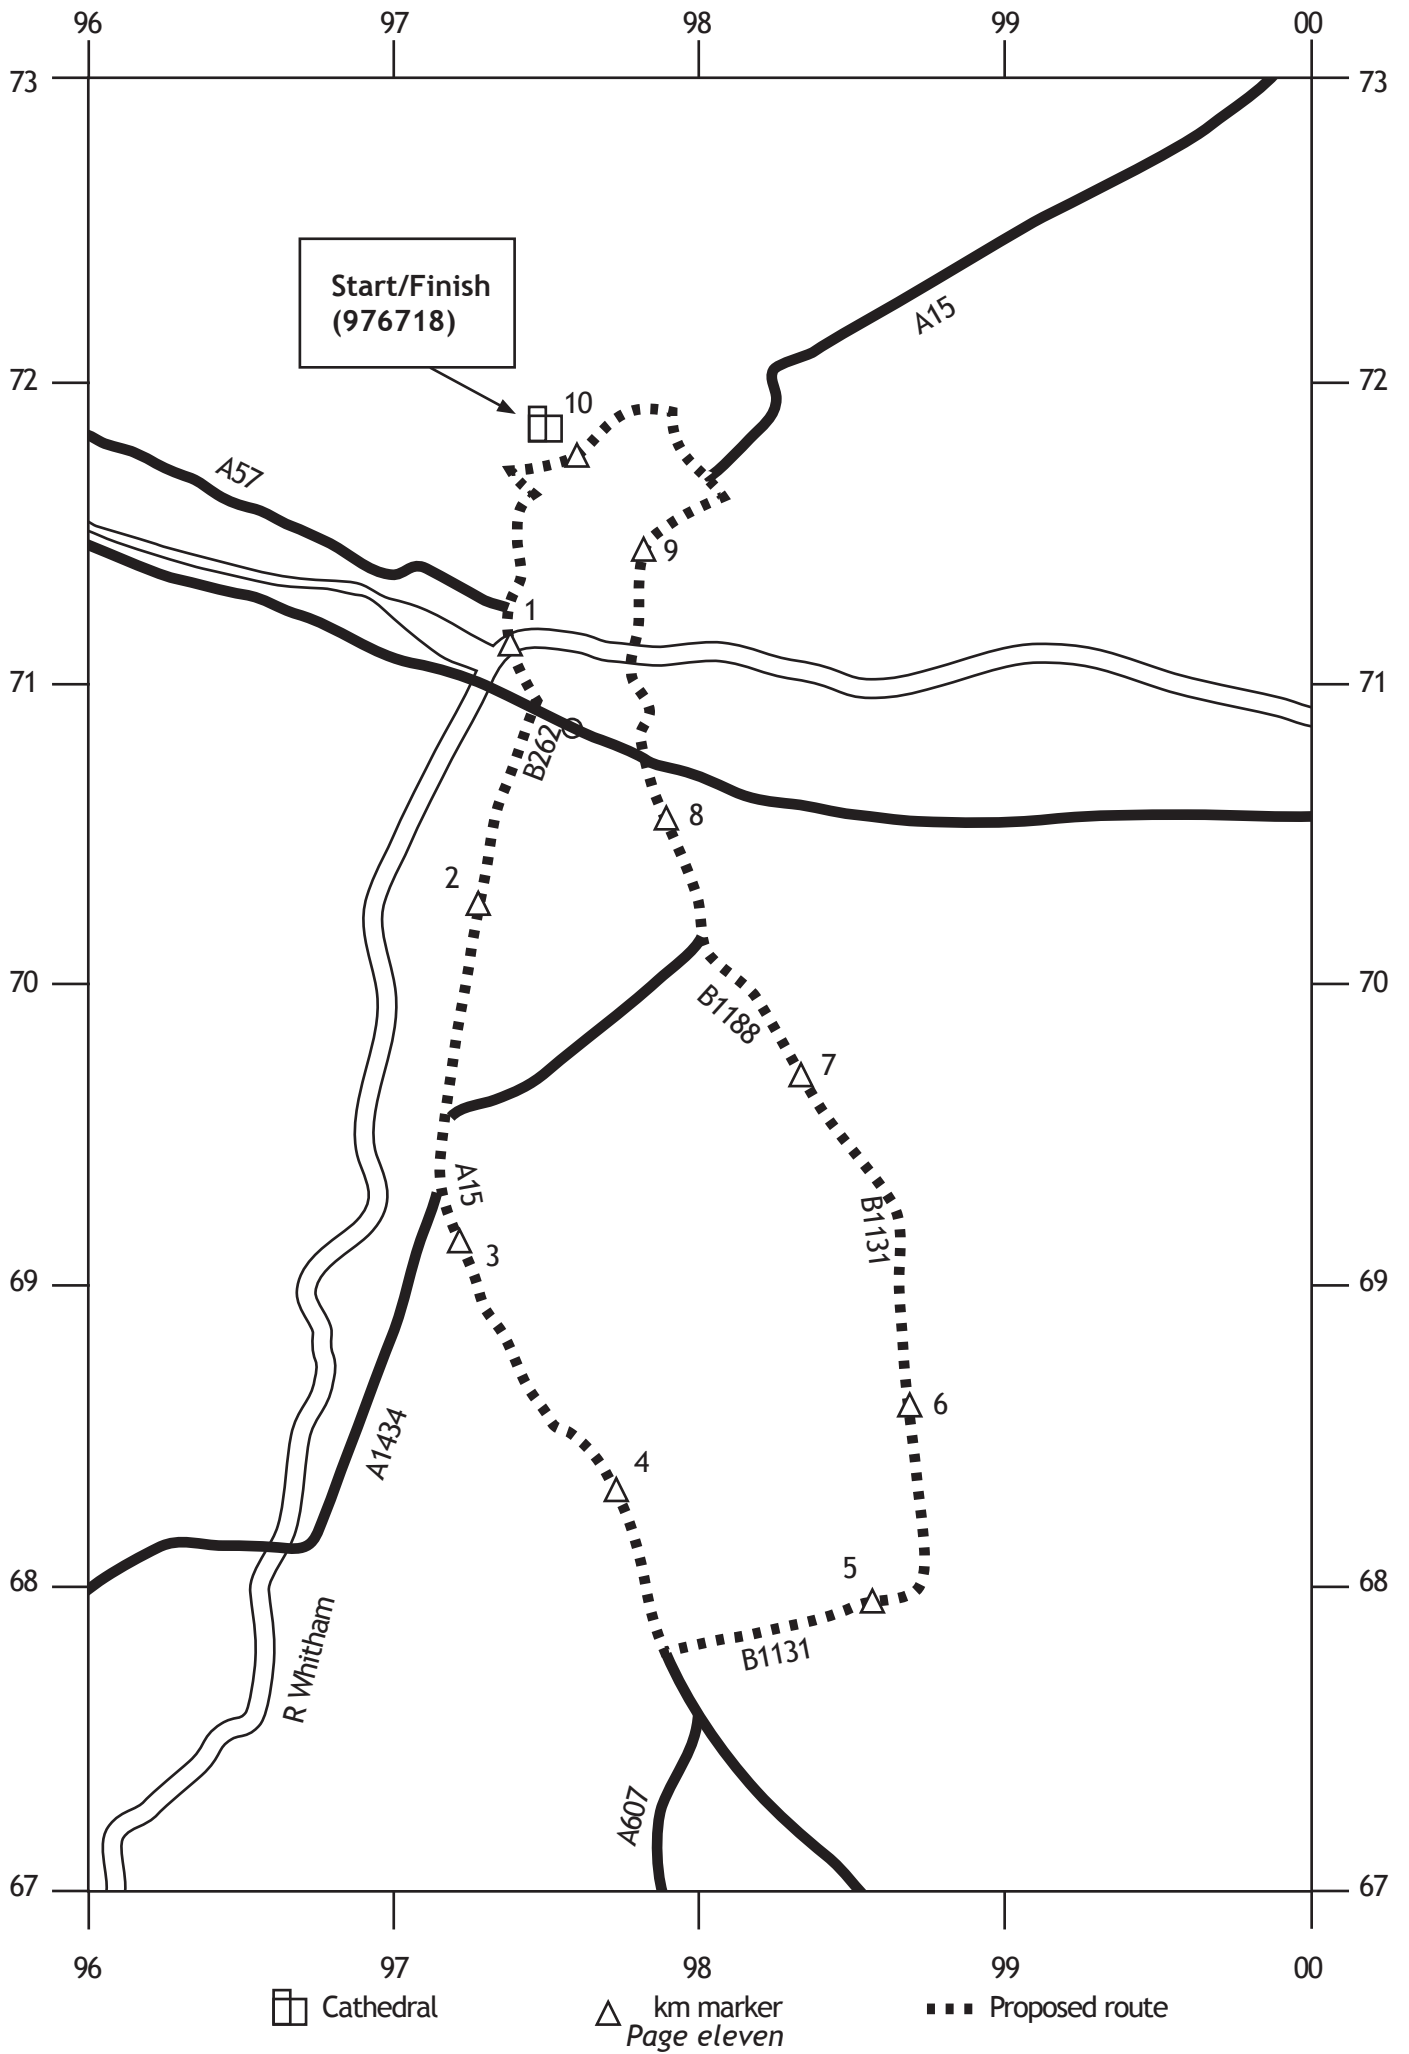 96 97 98 99 00
73 73
Start/Finish
(976718)
A15
72 72
10
A57
9
1
71 71
B262
8
2
70 70
B1188
7
A15
B1131
3
69 69
6
A1434
4
5
68 68
B1131
R Whitham
A607
67 67
96 97 98 99 00
Cathedral km marker Proposed route
Page eleven